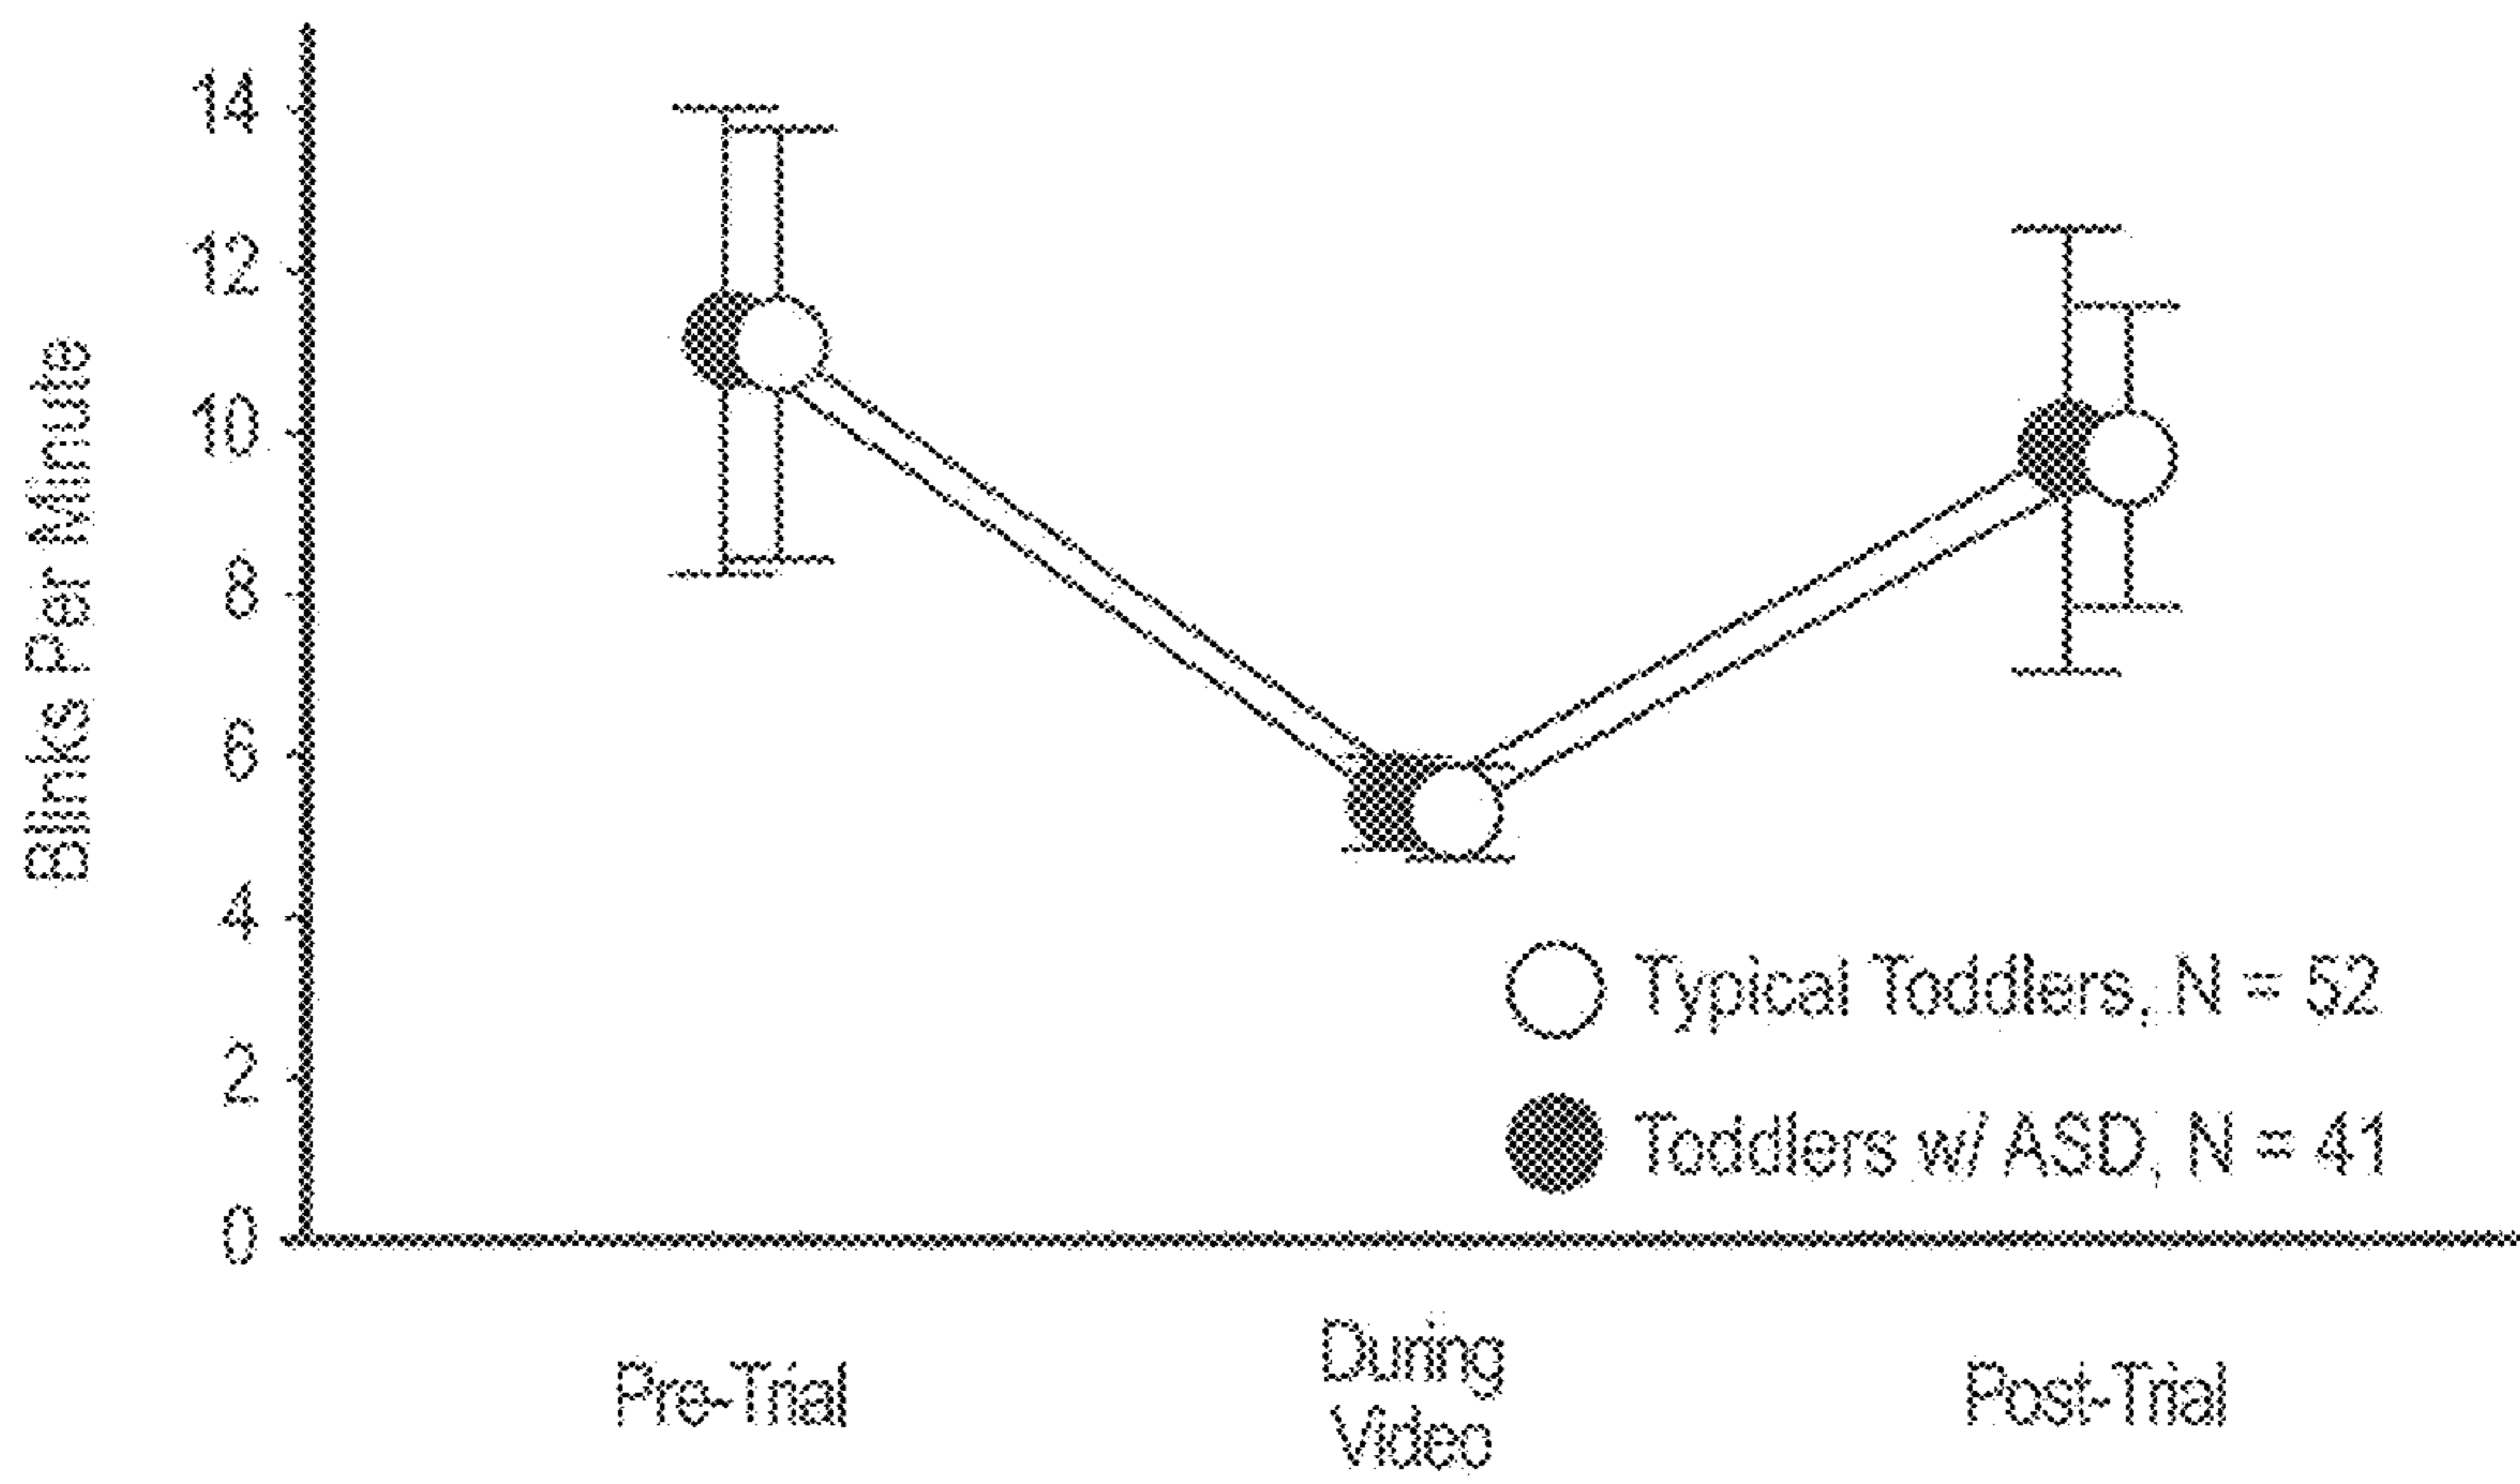 Blinks Per Minute
14
12
10
8
6
4
2
0
Typical Toddlers, N = 52
Toddlers w/ ASD, N = 41
Pre-Trial
During
Video
Post-Trial